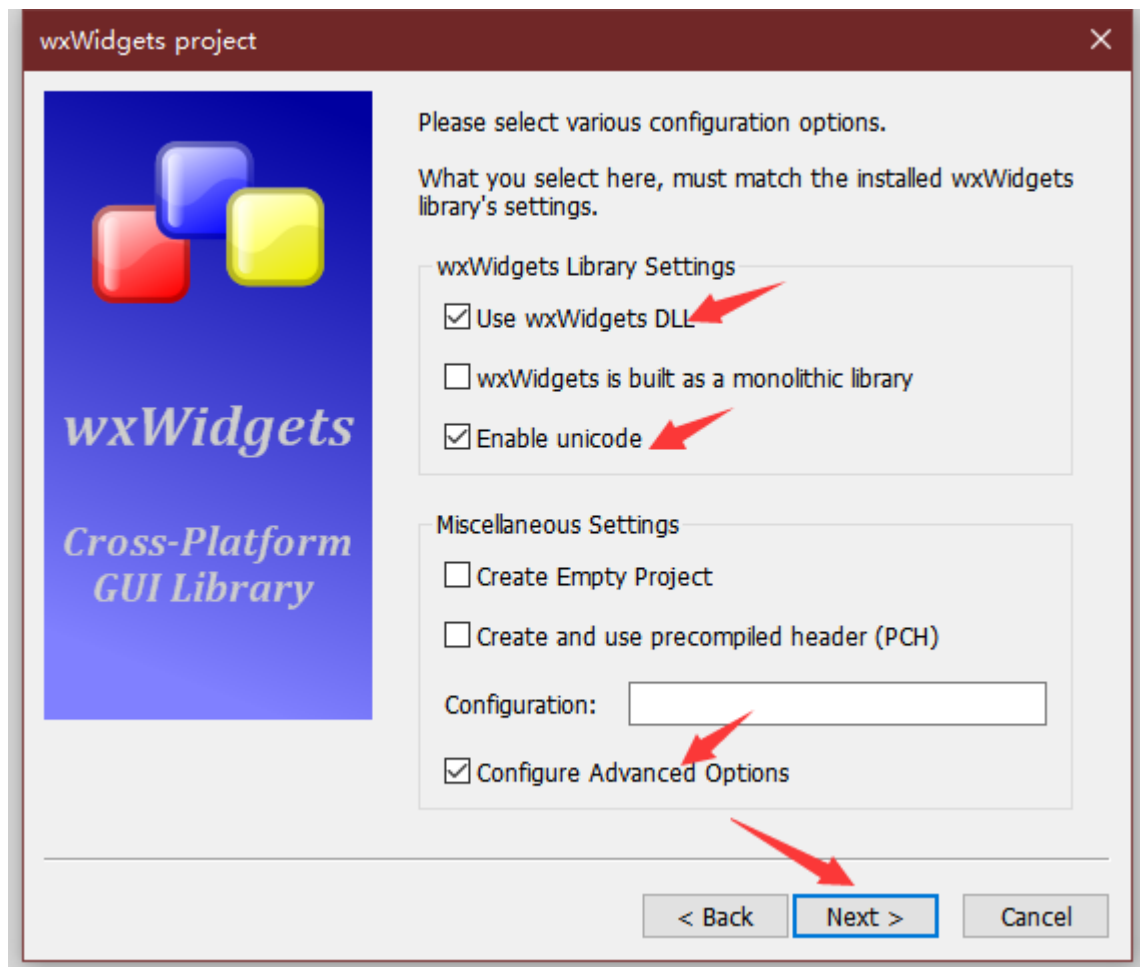 wxWidgets project
Please select various configuration options.
What you select here, must match the installed wxWidgets
library's settings.
wxWidgets Library Settings
Use wxWidgets DLL
wxWidgets is built as a monolithic library
Enable unicode
wxWidgets
Cross-Platform
GUI Library
Miscellaneous Settings
Create Empty Project
Create and use precompiled header (PCH)
Configuration:
Configure Advanced Options
< Back
Next >
Cancel